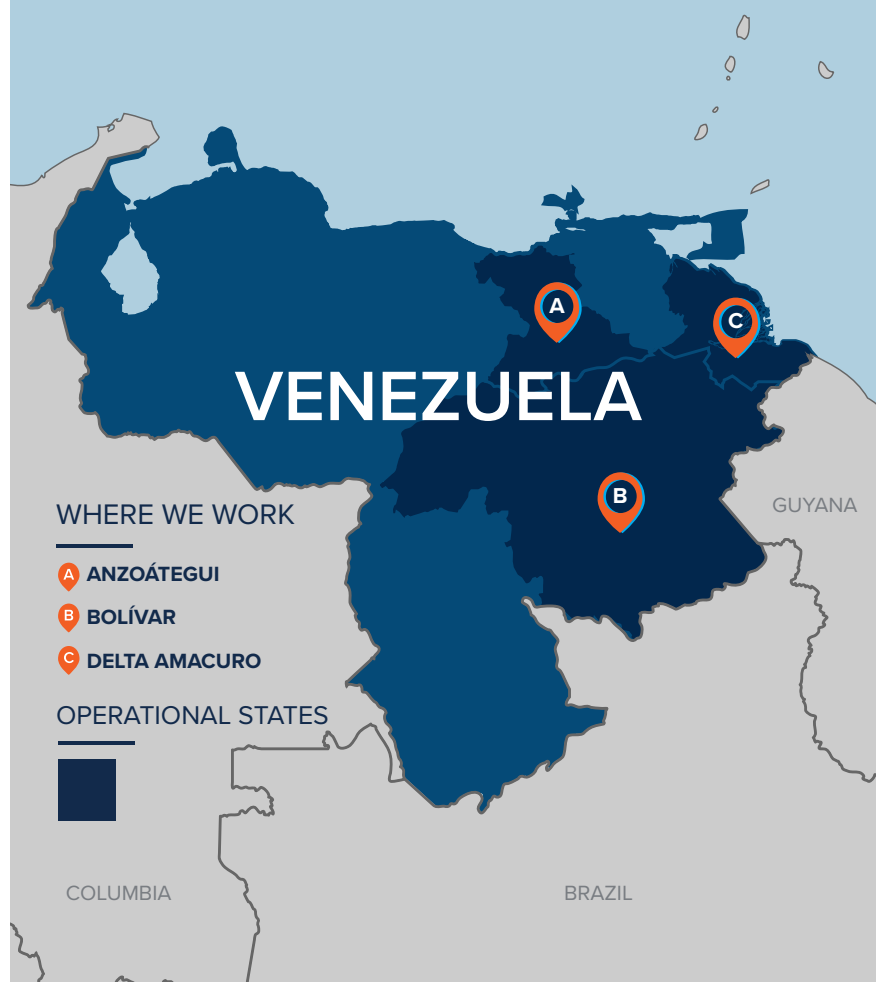 A
C
VENEZUELA
B
GUYANA
WHERE WE WORK
A ANZOÁTEGUI
B BOLÍVAR
C DELTA AMACURO
OPERATIONAL STATES
COLUMBIA
BRAZIL